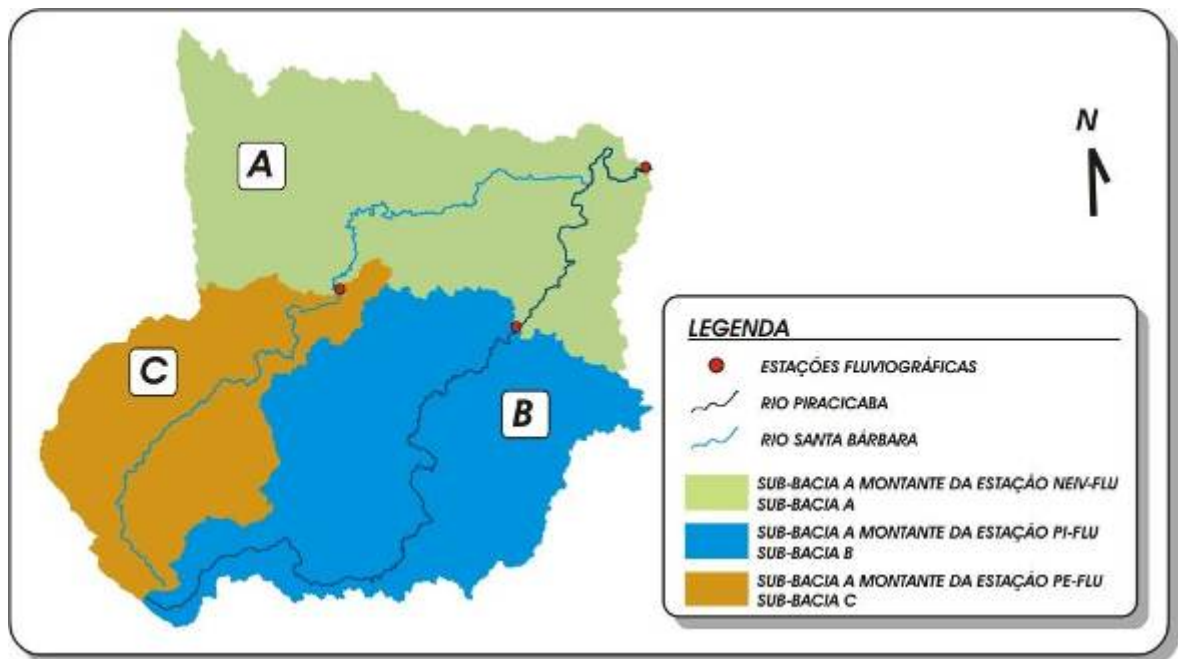 A
N
C
B
LEGENDA
ESTAÇÕES FLUVIOGRÁFICAS
RIO PIRACICABA
RIO SANTA BÁRBARA
SUB-BACIA A MONTANTE DA ESTAÇÃO NEIV-FLU
SUB-BACIA A
SUB-BACIA A MONTANTE DA ESTAÇÃO PI-FLU
SUB-BACIA B
SUB-BACIA A MONTANTE DA ESTAÇÃO PE-FLU
SUB-BACIA C